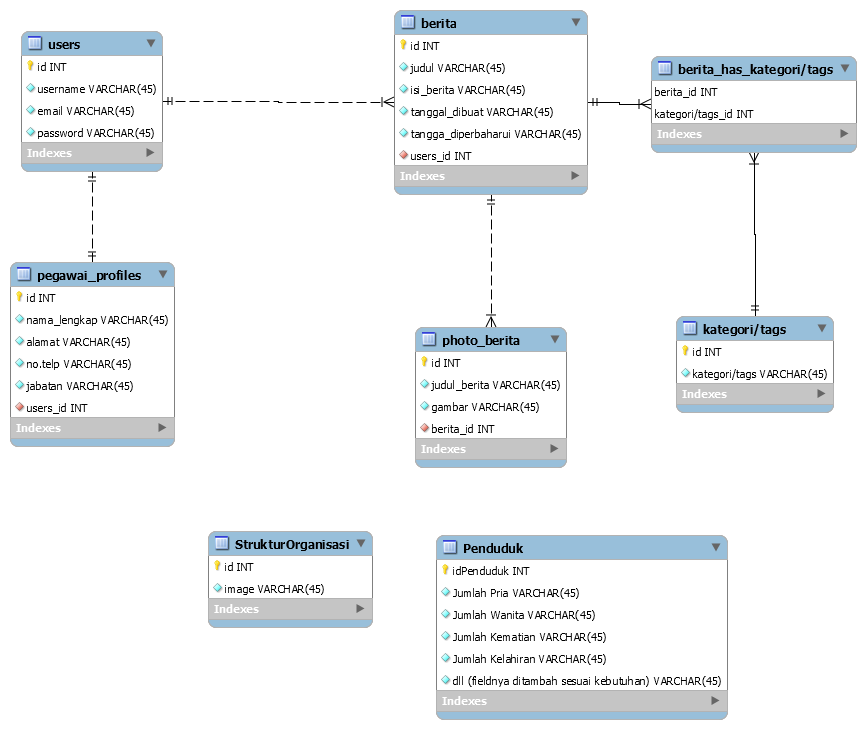 users
id INT
username VARCHAR(45)
email VARCHAR(45)
password VARCHAR(45)
Indexes
berita
id INT
judul VARCHAR(45)
isi_berita VARCHAR(45)
tanggal_dibuat VARCHAR(45)
tangga_diperbaharui VARCHAR(45)
users_id INT
Indexes
berita_has_kategori/tags
berita_id INT
kategori/tags_id INT
Indexes
pegawai_profiles
id INT
nama_lengkap VARCHAR(45)
alamat VARCHAR(45)
no.telp VARCHAR(45)
jabatan VARCHAR(45)
users_id INT
Indexes
photo_berita
id INT
judul_berita VARCHAR(45)
gambar VARCHAR(45)
berita_id INT
Indexes
kategori/tags
id INT
kategori/tags VARCHAR(45)
Indexes
StrukturOrganisasi
id INT
image VARCHAR(45)
Indexes
Penduduk
idPenduduk INT
Jumlah Pria VARCHAR(45)
Jumlah Wanita VARCHAR(45)
Jumlah Kematian VARCHAR(45)
Jumlah Kelahiran VARCHAR(45)
dll (fieldnya ditambah sesuai kebutuhan) VARCHAR(45)
Indexes